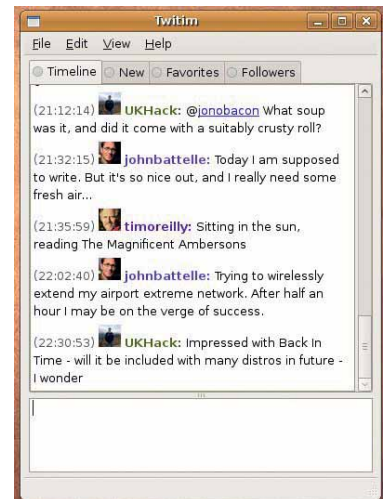 Twitim
File Edit View Help
Timeline New Favorites Followers
(21:12:14) UKHack: @jonobacon What soup
was it, and did it come with a suitably crusty roll?
(21:32:15) johnbattelle: Today I am supposed
to write. But it's so nice out, and I really need some
fresh air...
(21:35:59) timoreilly: Sitting in the sun,
reading The Magnificent Ambersons
(22:02:40) johnbattelle: Trying to wirelessly
extend my airport extreme network. After half an
hour I may be on the verge of success.
(22:30:53) UKHack: Impressed with Back In
Time - will it be included with many distros in future -
I wonder